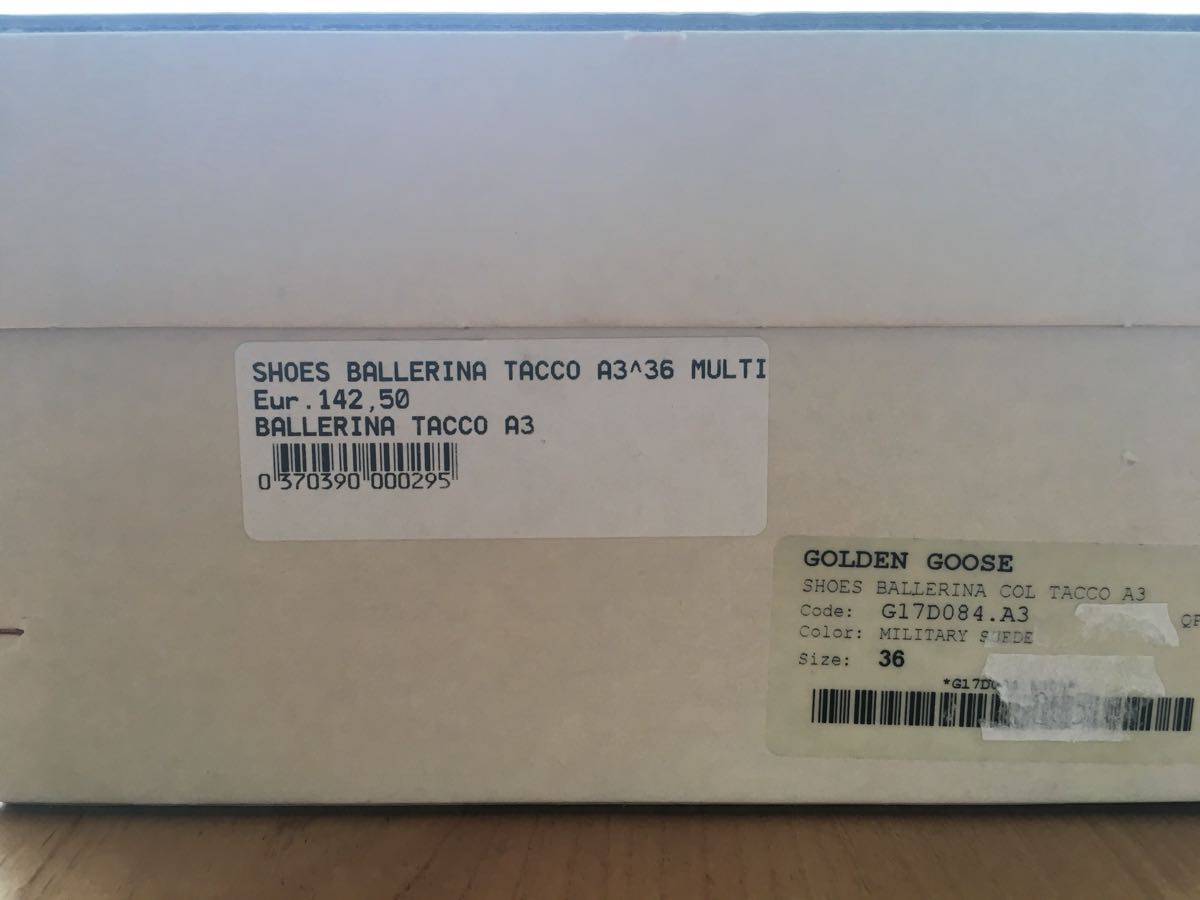 SHOES BALLERINA TACCO A3^36 MULTI
Eur.142,50
BALLERINA TACCO A3
0 370390 000295
GOLDEN GOOSE
SHOES BALLERINA COL TACCO A3
Code: G17D084.A3
Color: MILITARY SUEDE
Size: 36